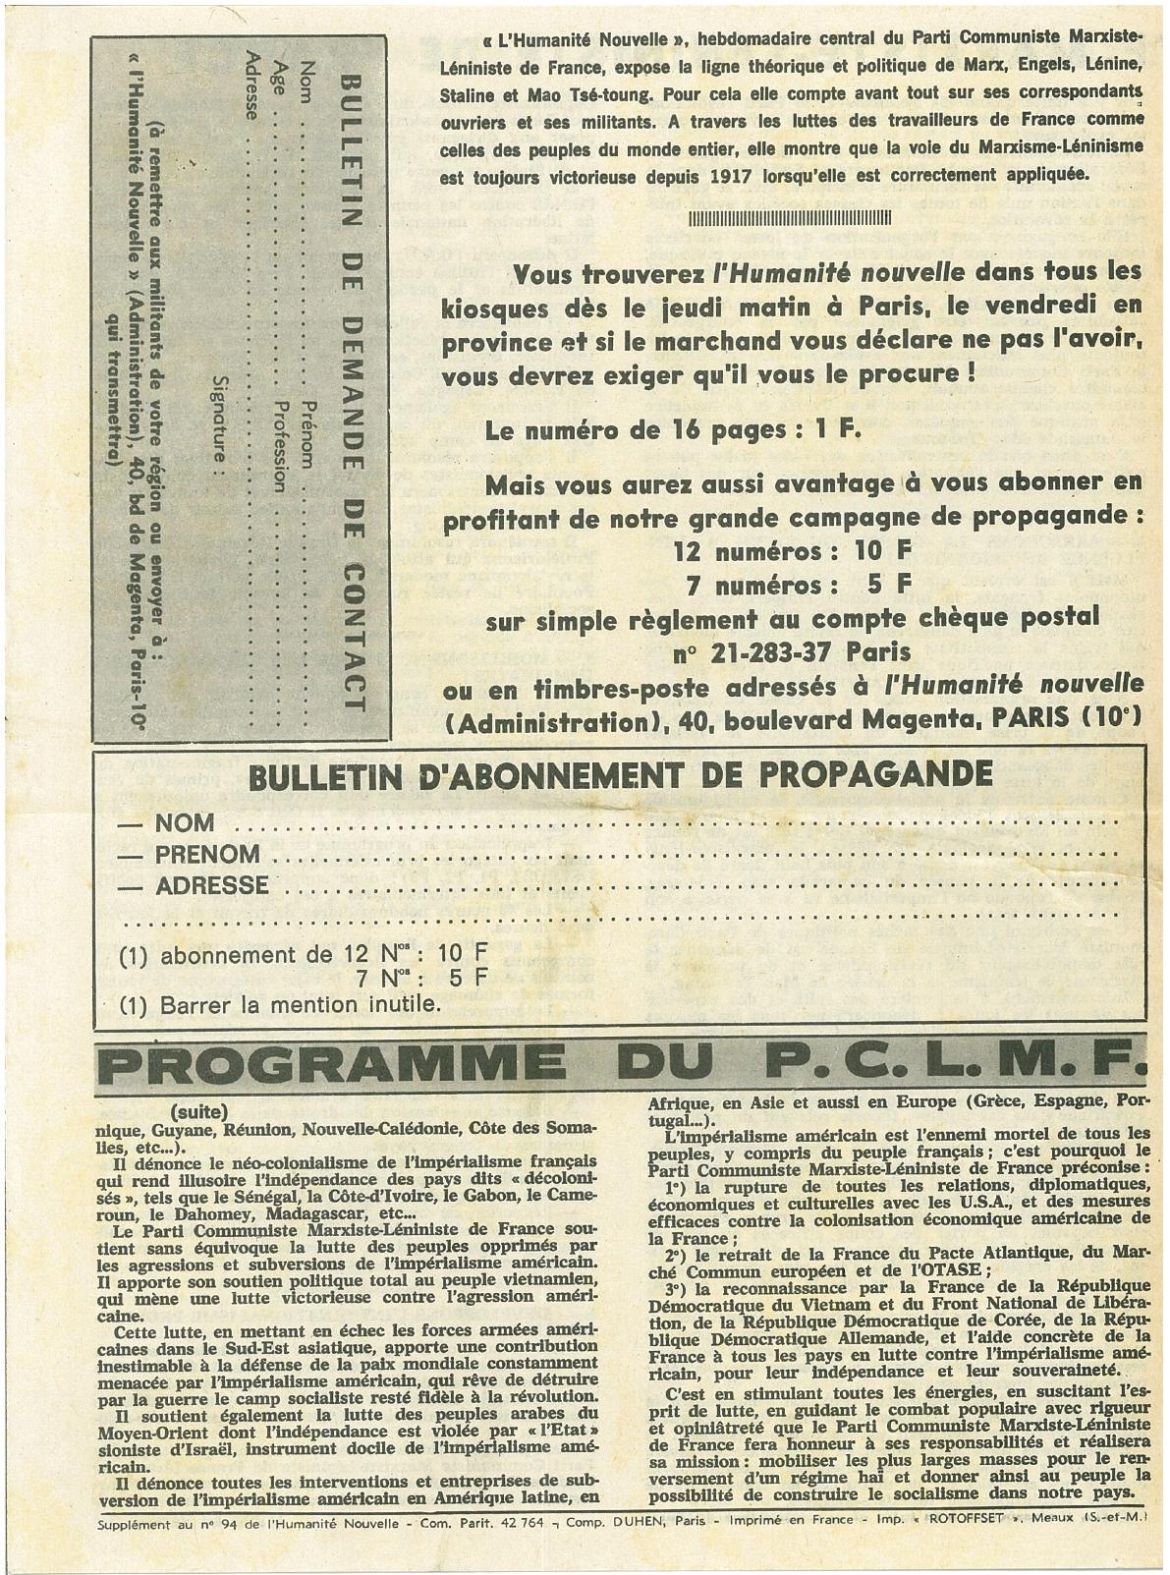 BULLETIN DE DEMANDE DE CONTACT
Nom . . . . . . . . . . Prénom . . . . . . . . . .
Age . . . . . . . . . . Profession . . . . . . . . . .
Adresse . . . . . . . . . . . . . . . . . . . .
Signature :
(à remettre aux militants de votre région ou envoyer à :
« l'Humanité Nouvelle » (Administration), 40, bd de Magenta, Paris-10e
qui transmettra)
« L'Humanité Nouvelle », hebdomadaire central du Parti Communiste Marxiste-
Léniniste de France, expose la ligne théorique et politique de Marx, Engels, Lénine,
Staline et Mao Tsé-toung. Pour cela elle compte avant tout sur ses correspondants
ouvriers et ses militants. A travers les luttes des travailleurs de France comme
celles des peuples du monde entier, elle montre que la voie du Marxisme-Léninisme
est toujours victorieuse depuis 1917 lorsqu'elle est correctement appliquée.
Vous trouverez l'Humanité nouvelle dans tous les
kiosques dès le jeudi matin à Paris, le vendredi en
province et si le marchand vous déclare ne pas l'avoir,
vous devrez exiger qu'il vous le procure !
Le numéro de 16 pages : 1 F.
Mais vous aurez aussi avantage à vous abonner en
profitant de notre grande campagne de propagande :
12 numéros : 10 F
7 numéros : 5 F
sur simple règlement au compte chèque postal
n° 21-283-37 Paris
ou en timbres-poste adressés à l'Humanité nouvelle
(Administration), 40, boulevard Magenta, PARIS (10e)
BULLETIN D'ABONNEMENT DE PROPAGANDE
— NOM . . . . . . . . . . . . . . . . . . . .
— PRENOM . . . . . . . . . . . . . . . . . . . .
— ADRESSE . . . . . . . . . . . . . . . . . . . .
. . . . . . . . . . . . . . . . . . . .
(1) abonnement de 12 Nos : 10 F
7 Nos : 5 F
(1) Barrer la mention inutile.
PROGRAMME DU P.C.L.M.F.
(suite)
nique, Guyane, Réunion, Nouvelle-Calédonie, Côte des Soma-
lies, etc...).
Il dénonce le néo-colonialisme de l'impérialisme français
qui rend illusoire l'indépendance des pays dits « décoloni-
sés », tels que le Sénégal, la Côte-d'Ivoire, le Gabon, le Came-
roun, le Dahomey, Madagascar, etc...
Le Parti Communiste Marxiste-Léniniste de France sou-
tient sans équivoque la lutte des peuples opprimés par
les agressions et subversions de l'impérialisme américain.
Il apporte son soutien politique total au peuple vietnamien,
qui mène une lutte victorieuse contre l'agression améri-
caine.
Cette lutte, en mettant en échec les forces armées améri-
caines dans le Sud-Est asiatique, apporte une contribution
inestimable à la défense de la paix mondiale constamment
menacée par l'impérialisme américain, qui rêve de détruire
par la guerre le camp socialiste resté fidèle à la révolution.
Il soutient également la lutte des peuples arabes du
Moyen-Orient dont l'indépendance est violée par « l'Etat »
sioniste d'Israël, instrument docile de l'impérialisme amé-
ricain.
Il dénonce toutes les interventions et entreprises de sub-
version de l'impérialisme américain en Amérique latine, en
Afrique, en Asie et aussi en Europe (Grèce, Espagne, Por-
tugal...).
L'impérialisme américain est l'ennemi mortel de tous les
peuples, y compris du peuple français ; c'est pourquoi le
Parti Communiste Marxiste-Léniniste de France préconise :
1°) la rupture de toutes les relations, diplomatiques,
économiques et culturelles avec les U.S.A., et des mesures
efficaces contre la colonisation économique américaine de
la France ;
2°) le retrait de la France du Pacte Atlantique, du Mar-
ché Commun européen et de l'OTASE ;
3°) la reconnaissance par la France de la République
Démocratique du Vietnam et du Front National de Libéra-
tion, de la République Démocratique de Corée, de la Répu-
blique Démocratique Allemande, et l'aide concrète de la
France à tous les pays en lutte contre l'impérialisme amé-
ricain, pour leur indépendance et leur souveraineté.
C'est en stimulant toutes les énergies, en suscitant l'es-
prit de lutte, en guidant le combat populaire avec rigueur
et opiniâtreté que le Parti Communiste Marxiste-Léniniste
de France fera honneur à ses responsabilités et réalisera
sa mission : mobiliser les plus larges masses pour le ren-
versement d'un régime haï et donner ainsi au peuple la
possibilité de construire le socialisme dans notre pays.
Supplément au n° 94 de l'Humanité Nouvelle - Com. Parit. 42 764 - Comp. DUHEN, Paris - Imprimé en France - Imp. « ROTOFFSET », Meaux (S.-et-M.)